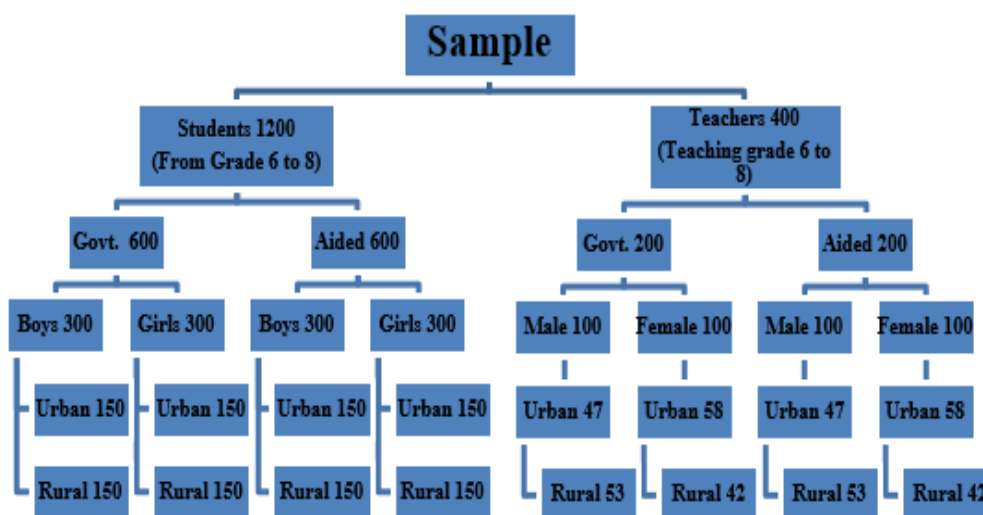 Sample
Students 1200
(From Grade 6 to 8)
Teachers 400
(Teaching grade 6 to
8)
Govt. 600
Aided 600
Govt. 200
Aided 200
Boys 300
Girls 300
Boys 300
Girls 300
Male 100
Female 100
Male 100
Female 100
Urban 150
Urban 150
Urban 150
Urban 150
Urban 47
Urban 58
Urban 47
Urban 58
Rural 150
Rural 150
Rural 150
Rural 150
Rural 53
Rural 42
Rural 53
Rural 42